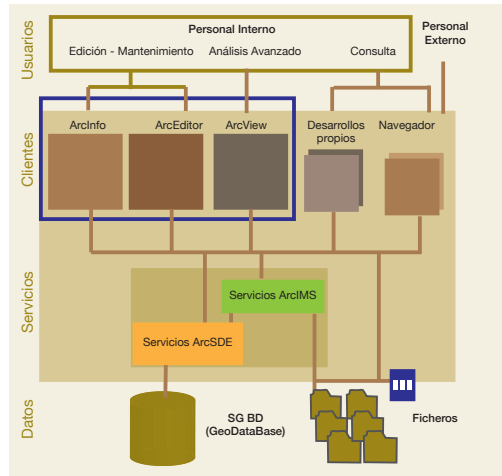 Usuarios
Personal Interno
Edición - Mantenimiento
Análisis Avanzado
Consulta
Personal
Externo
Clientes
ArcInfo
ArcEditor
ArcView
Desarrollos
propios
Navegador
Servicios
Servicios ArcIMS
Servicios ArcSDE
Datos
SG BD
(GeoDataBase)
Ficheros